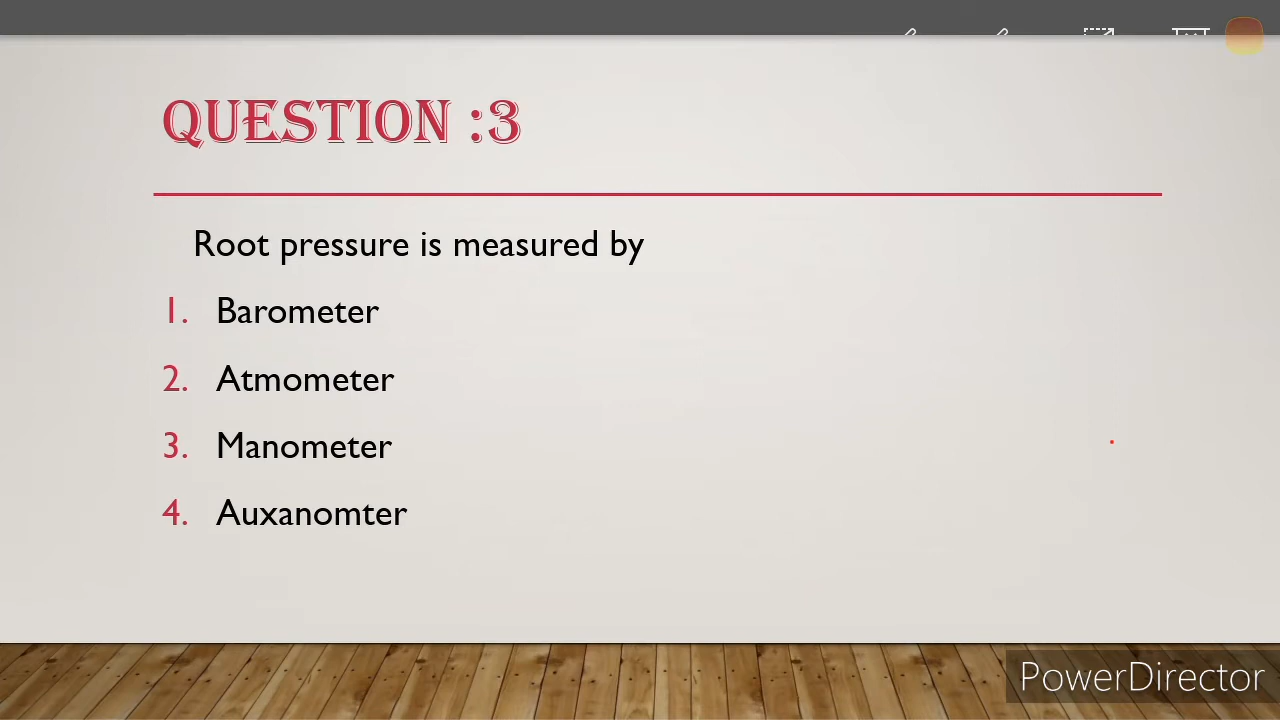 QUESTION :3
Root pressure is measured by
1. Barometer
2. Atmometer
3. Manometer
4. Auxanomter
PowerDirector